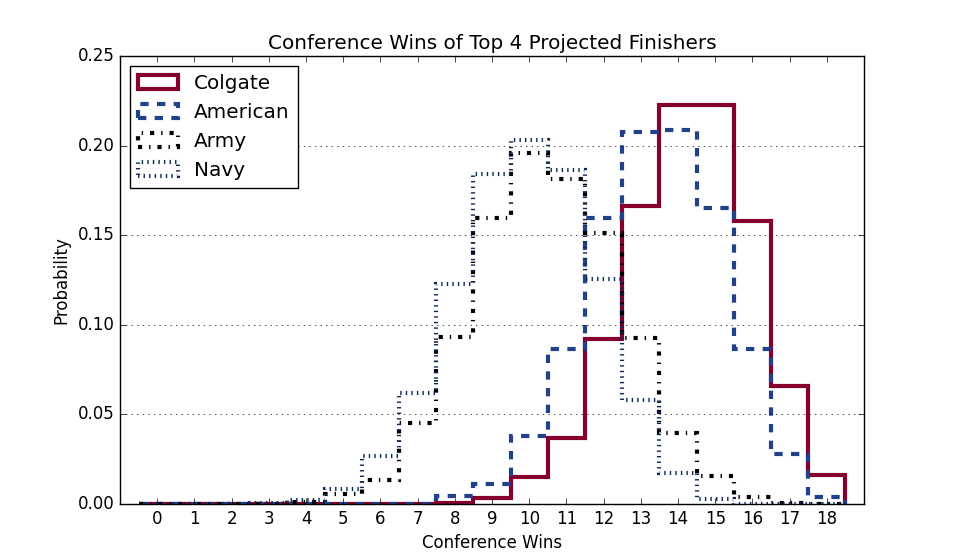 Conference Wins of Top 4 Projected Finishers
0.25
0.20
0.15
0.10
0.05
0.00
Probability
Colgate
American
Army
Navy
0 1 2 3 4 5 6 7 8 9 10 11 12 13 14 15 16 17 18
Conference Wins